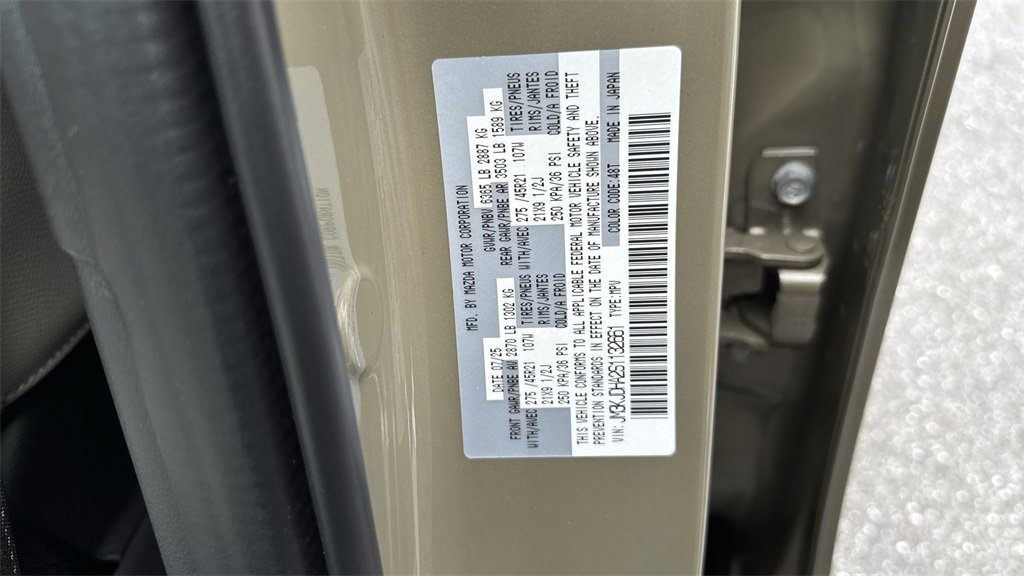 MFD. BY MAZDA MOTOR CORPORATION
DATE 07/25 GVWR/PNBV 6365 LB 2887 KG
FRONT GAWR/PNBE AV 2870 LB 1302 KG REAR GAWR/PNBE AR 3503 LB 1589 KG
WITH/AVEC 275 /45R21 107W TIRES/PNEUS WITH/AVEC 275 /45R21 107W TIRES/PNEUS
21X9 1/2J RIMS/JANTES 21X9 1/2J RIMS/JANTES
250 KPA/36 PSI COLD/A FROID 250 KPA/36 PSI COLD/A FROID
THIS VEHICLE CONFORMS TO ALL APPLICABLE FEDERAL MOTOR VEHICLE SAFETY AND THEFT
PREVENTION STANDARDS IN EFFECT ON THE DATE OF MANUFACTURE SHOWN ABOVE.
VIN: JM3KJDHA2S1132661 TYPE:MPV COLOR CODE:48T MADE IN JAPAN